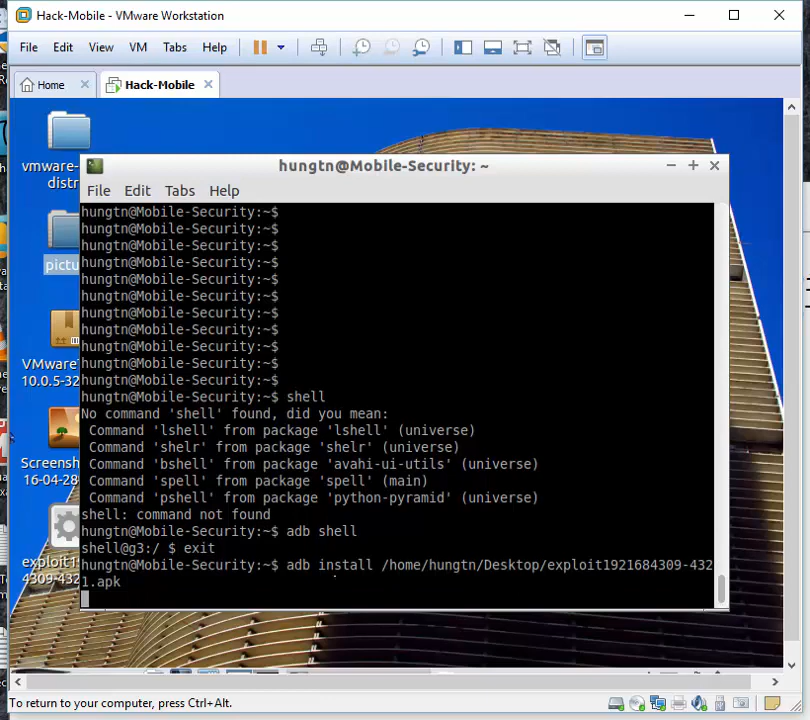 Hack-Mobile - VMware Workstation
File Edit View VM Tabs Help
Home Hack-Mobile
vmware-
distr
pictu
VMware
10.0.5-32
Screensh
16-04-28
exploit1
4309-432
hungtn@Mobile-Security: ~
File Edit Tabs Help
hungtn@Mobile-Security:~$
hungtn@Mobile-Security:~$
hungtn@Mobile-Security:~$
hungtn@Mobile-Security:~$
hungtn@Mobile-Security:~$
hungtn@Mobile-Security:~$
hungtn@Mobile-Security:~$
hungtn@Mobile-Security:~$
hungtn@Mobile-Security:~$
hungtn@Mobile-Security:~$
hungtn@Mobile-Security:~$
hungtn@Mobile-Security:~$ shell
No command 'shell' found, did you mean:
Command 'lshell' from package 'lshell' (universe)
Command 'shelr' from package 'shelr' (universe)
Command 'bshell' from package 'avahi-ui-utils' (universe)
Command 'spell' from package 'spell' (main)
Command 'pshell' from package 'python-pyramid' (universe)
shell: command not found
hungtn@Mobile-Security:~$ adb shell
shell@g3:/ $ exit
hungtn@Mobile-Security:~$ adb install /home/hungtn/Desktop/exploit1921684309-432
1.apk
To return to your computer, press Ctrl+Alt.